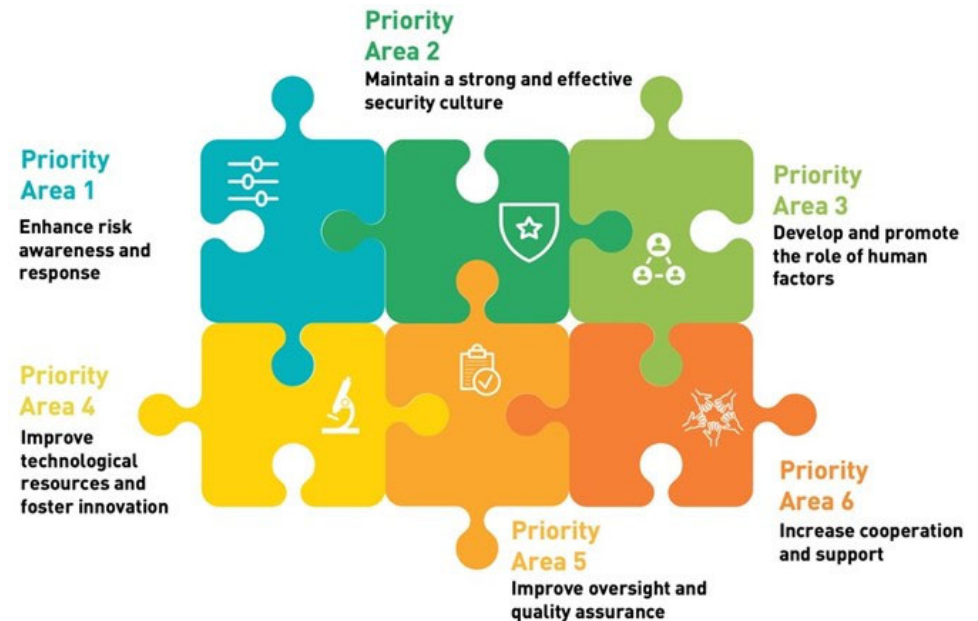 Priority
Area 1
Enhance risk
awareness and
response
Priority
Area 2
Maintain a strong and effective
security culture
Priority
Area 3
Develop and promote
the role of human
factors
Priority
Area 4
Improve
technological
resources and
foster innovation
Priority
Area 5
Improve oversight and
quality assurance
Priority
Area 6
Increase cooperation
and support